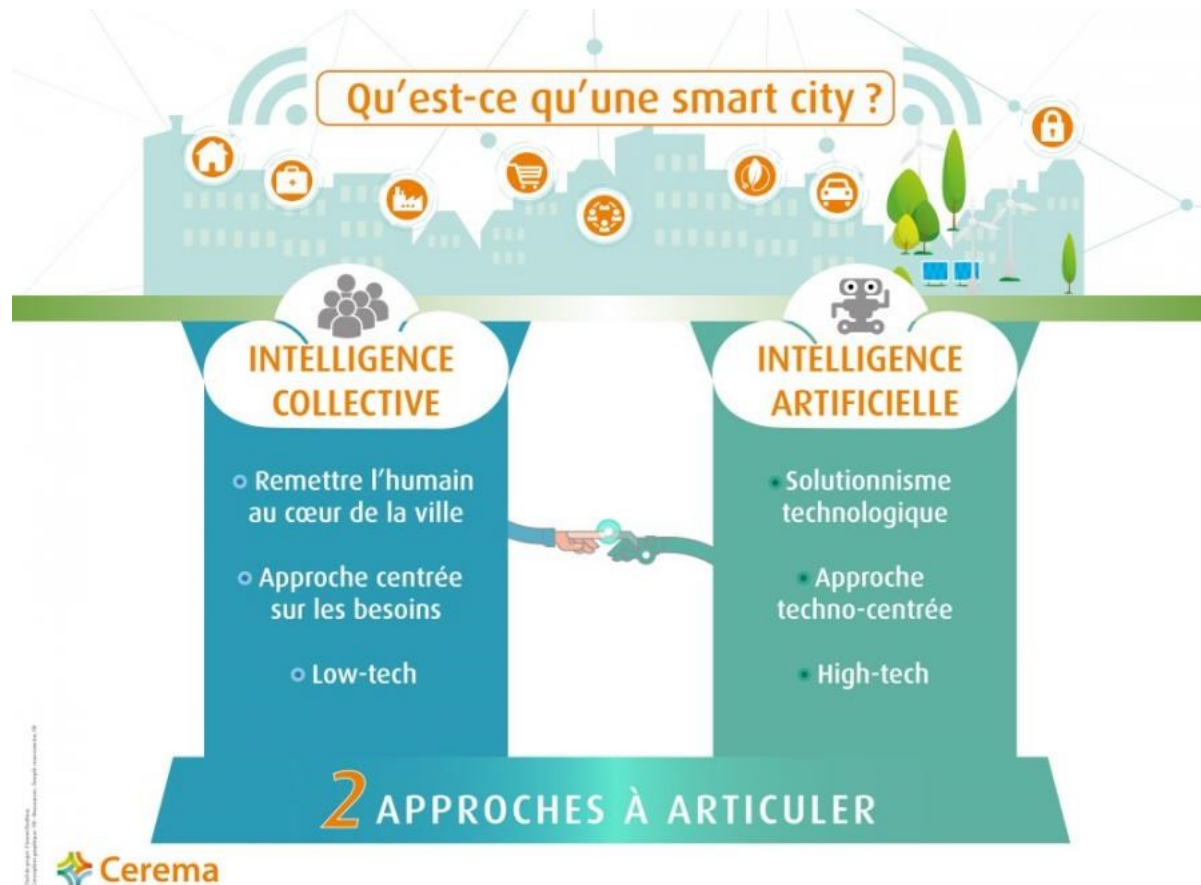 Qu'est-ce qu'une smart city ?
INTELLIGENCE
COLLECTIVE
Remettre l'humain
au cœur de la ville
Approche centrée
sur les besoins
Low-tech
INTELLIGENCE
ARTIFICIELLE
Solutionnisme
technologique
Approche
techno-centrée
High-tech
2 APPROCHES À ARTICULER
Cerema